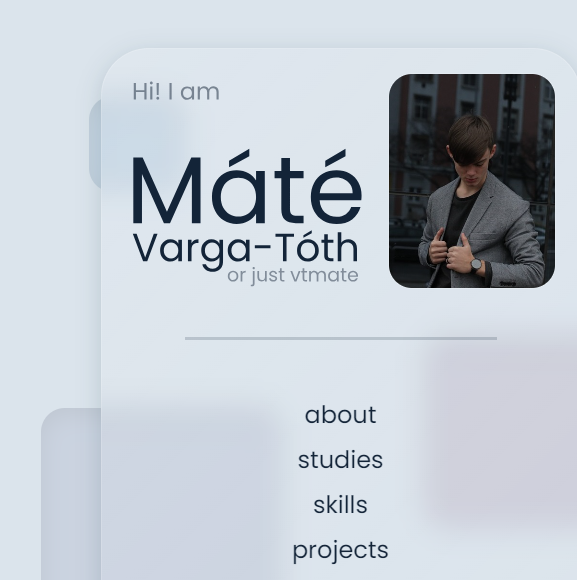 Hi! I am
Máté
Varga-Tóth
or just vtmate
about
studies
skills
projects